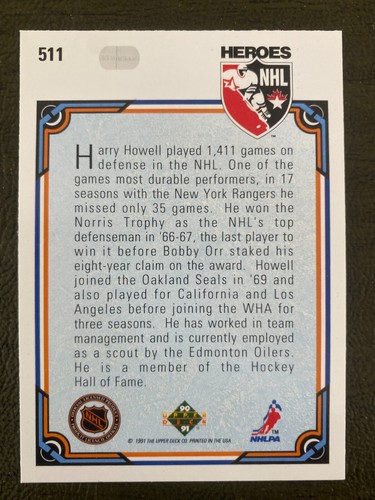 511
HEROES
NHL
Harry Howell played 1,411 games on
defense in the NHL. One of the
games most durable performers, in 17
seasons with the New York Rangers he
missed only 35 games. He won the
Norris Trophy as the NHL's top
defenseman in '66-67, the last player to
win it before Bobby Orr staked his
eight-year claim on the award. Howell
joined the Oakland Seals in '69 and
also played for California and Los
Angeles before joining the WHA for
three seasons. He has worked in team
management and is currently employed
as a scout by the Edmonton Oilers.
He is a member of the Hockey
Hall of Fame.
NHL
90
91
NHLPA
© 1991 THE UPPER DECK CO. PRINTED IN THE USA.